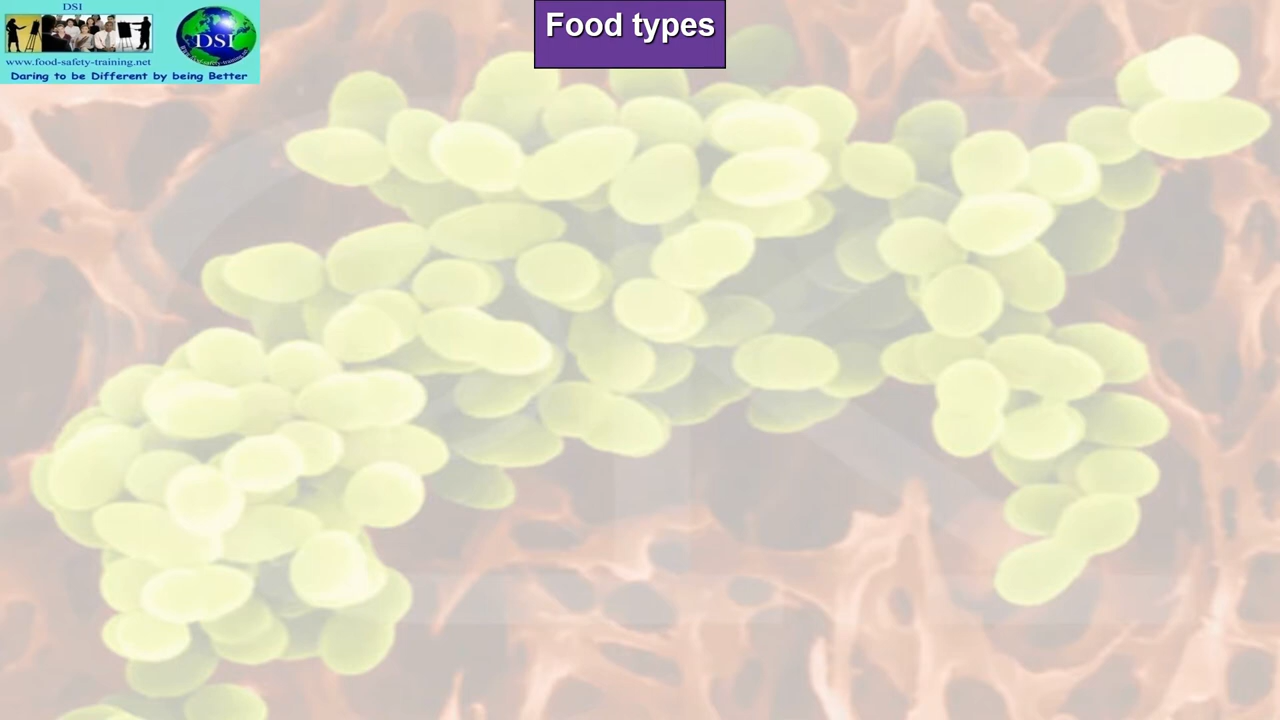 DSI
DSI
www.food-safety-training.net
Daring to be Different by being Better
Food types